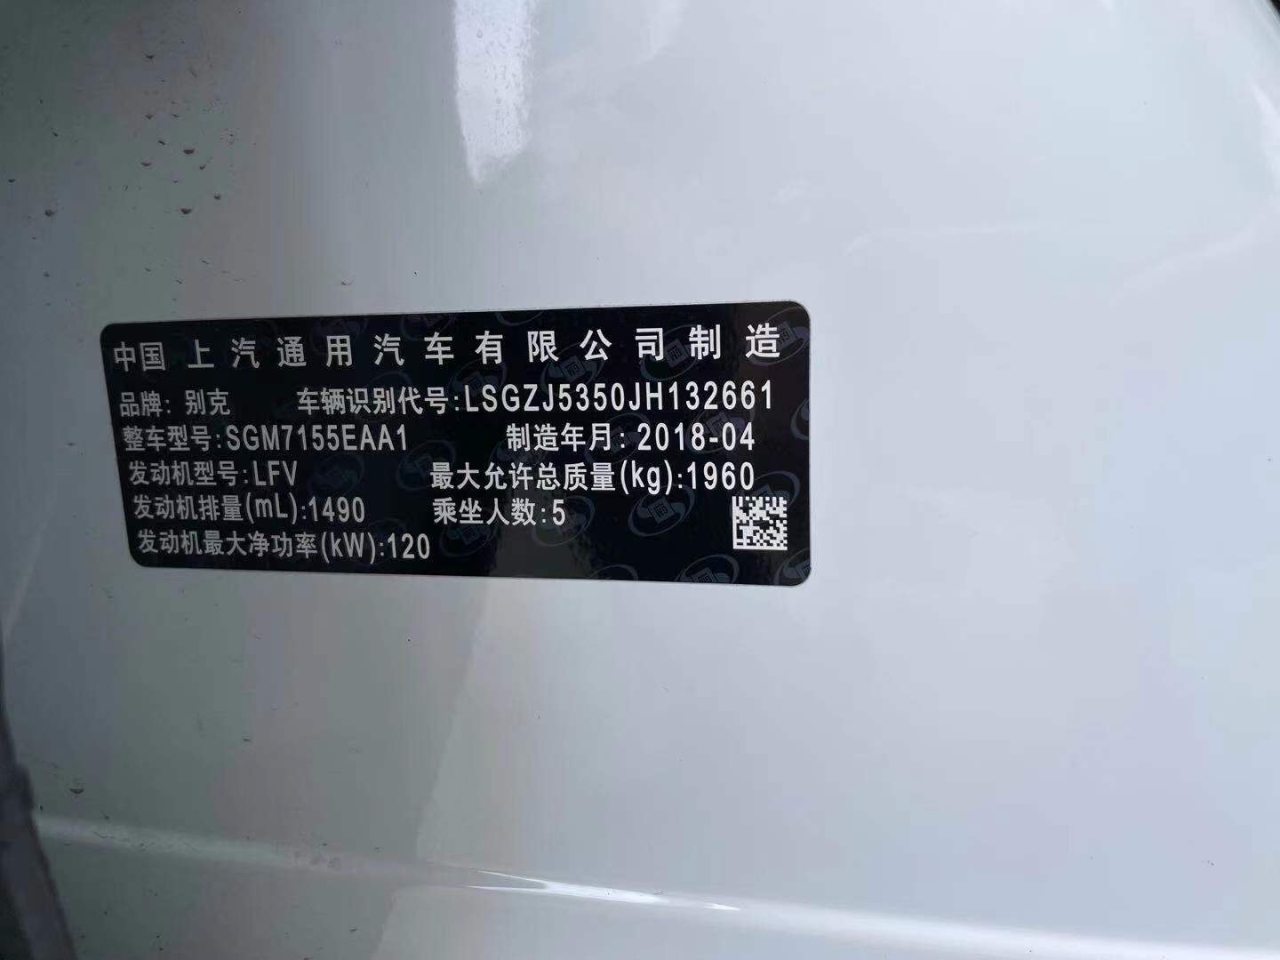 中国 上汽通用汽车有限公司制造
品牌: 别克 车辆识别代号:LSGZJ5350JH132661
整车型号:SGM7155EAA1 制造年月: 2018-04
发动机型号:LFV 最大允许总质量(kg):1960
发动机排量(mL):1490 乘坐人数:5
发动机最大净功率(kW):120